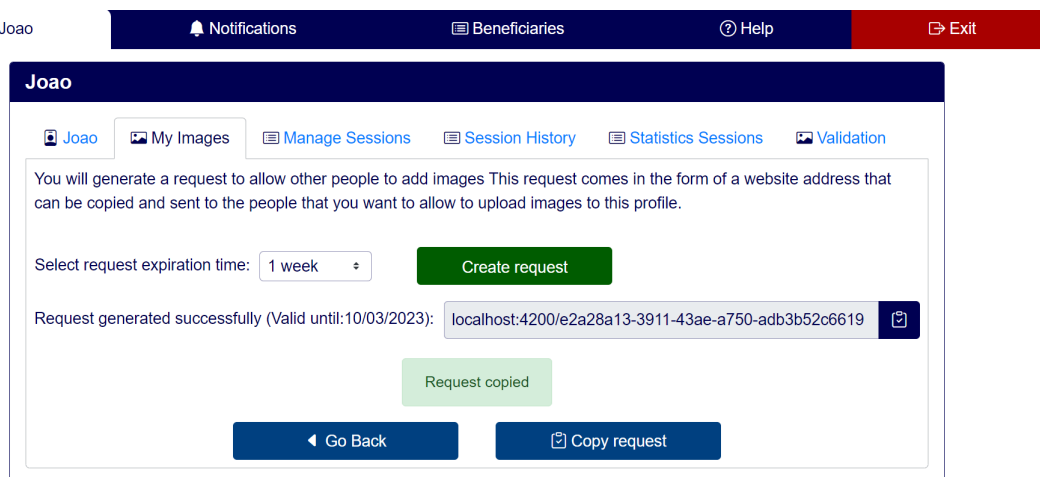 Joao Notifications Beneficiaries Help Exit
Joao
Joao My Images Manage Sessions Session History Statistics Sessions Validation
You will generate a request to allow other people to add images This request comes in the form of a website address that
can be copied and sent to the people that you want to allow to upload images to this profile.
Select request expiration time: 1 week Create request
Request generated successfully (Valid until:10/03/2023): localhost:4200/e2a28a13-3911-43ae-a750-adb3b52c6619
Request copied
Go Back Copy request